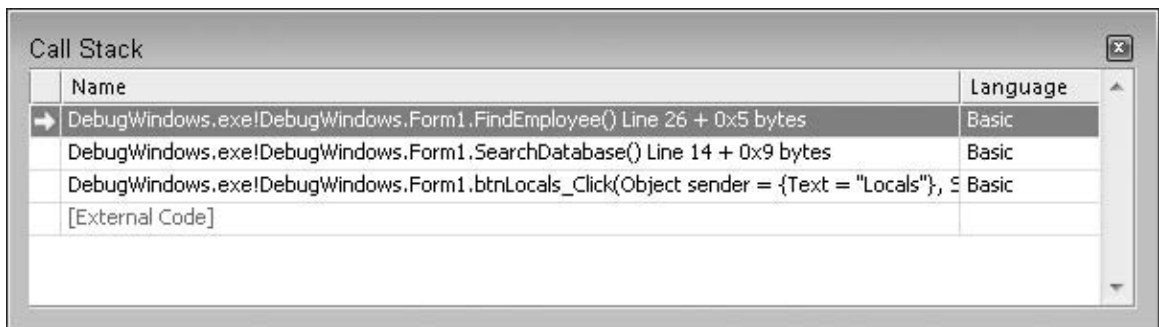 Call Stack
Name Language
DebugWindows.exe!DebugWindows.Form1.FindEmployee() Line 26 + 0x5 bytes Basic
DebugWindows.exe!DebugWindows.Form1.SearchDatabase() Line 14 + 0x9 bytes Basic
DebugWindows.exe!DebugWindows.Form1.btnLocals_Click(Object sender = {Text = "Locals"}, S Basic
[External Code]